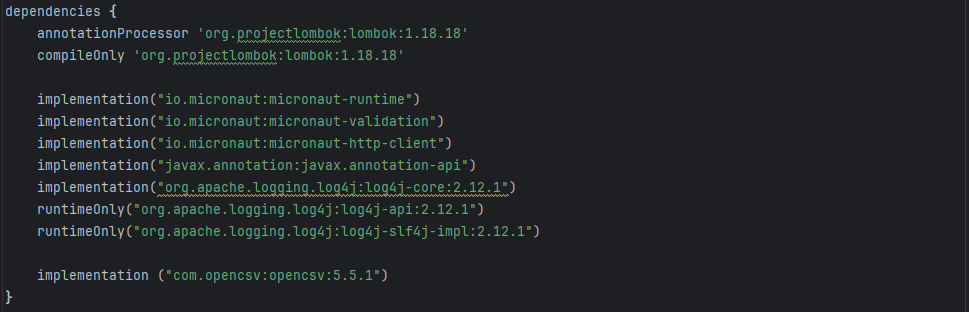 dependencies {
annotationProcessor 'org.projectlombok:lombok:1.18.18'
compileOnly 'org.projectlombok:lombok:1.18.18'
implementation("io.micronaut:micronaut-runtime")
implementation("io.micronaut:micronaut-validation")
implementation("io.micronaut:micronaut-http-client")
implementation("javax.annotation:javax.annotation-api")
implementation("org.apache.logging.log4j:log4j-core:2.12.1")
runtimeOnly("org.apache.logging.log4j:log4j-api:2.12.1")
runtimeOnly("org.apache.logging.log4j:log4j-slf4j-impl:2.12.1")
implementation ("com.opencsv:opencsv:5.5.1")
}